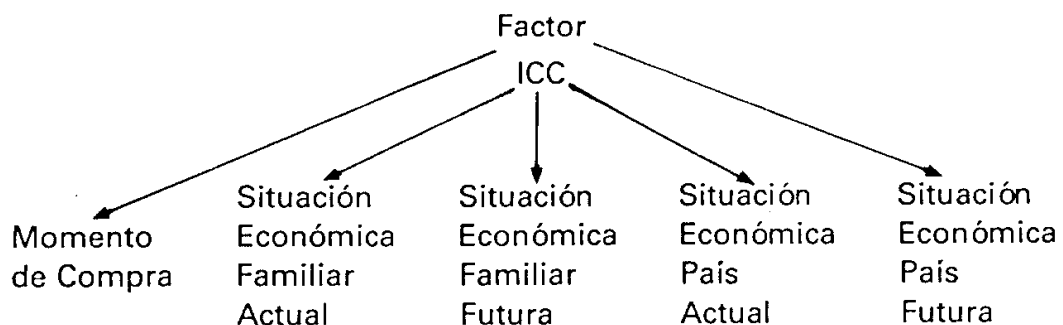 Factor
ICC
Momento
de Compra
Situación
Económica
Familiar
Actual
Situación
Económica
Familiar
Futura
Situación
Económica
País
Actual
Situación
Económica
País
Futura